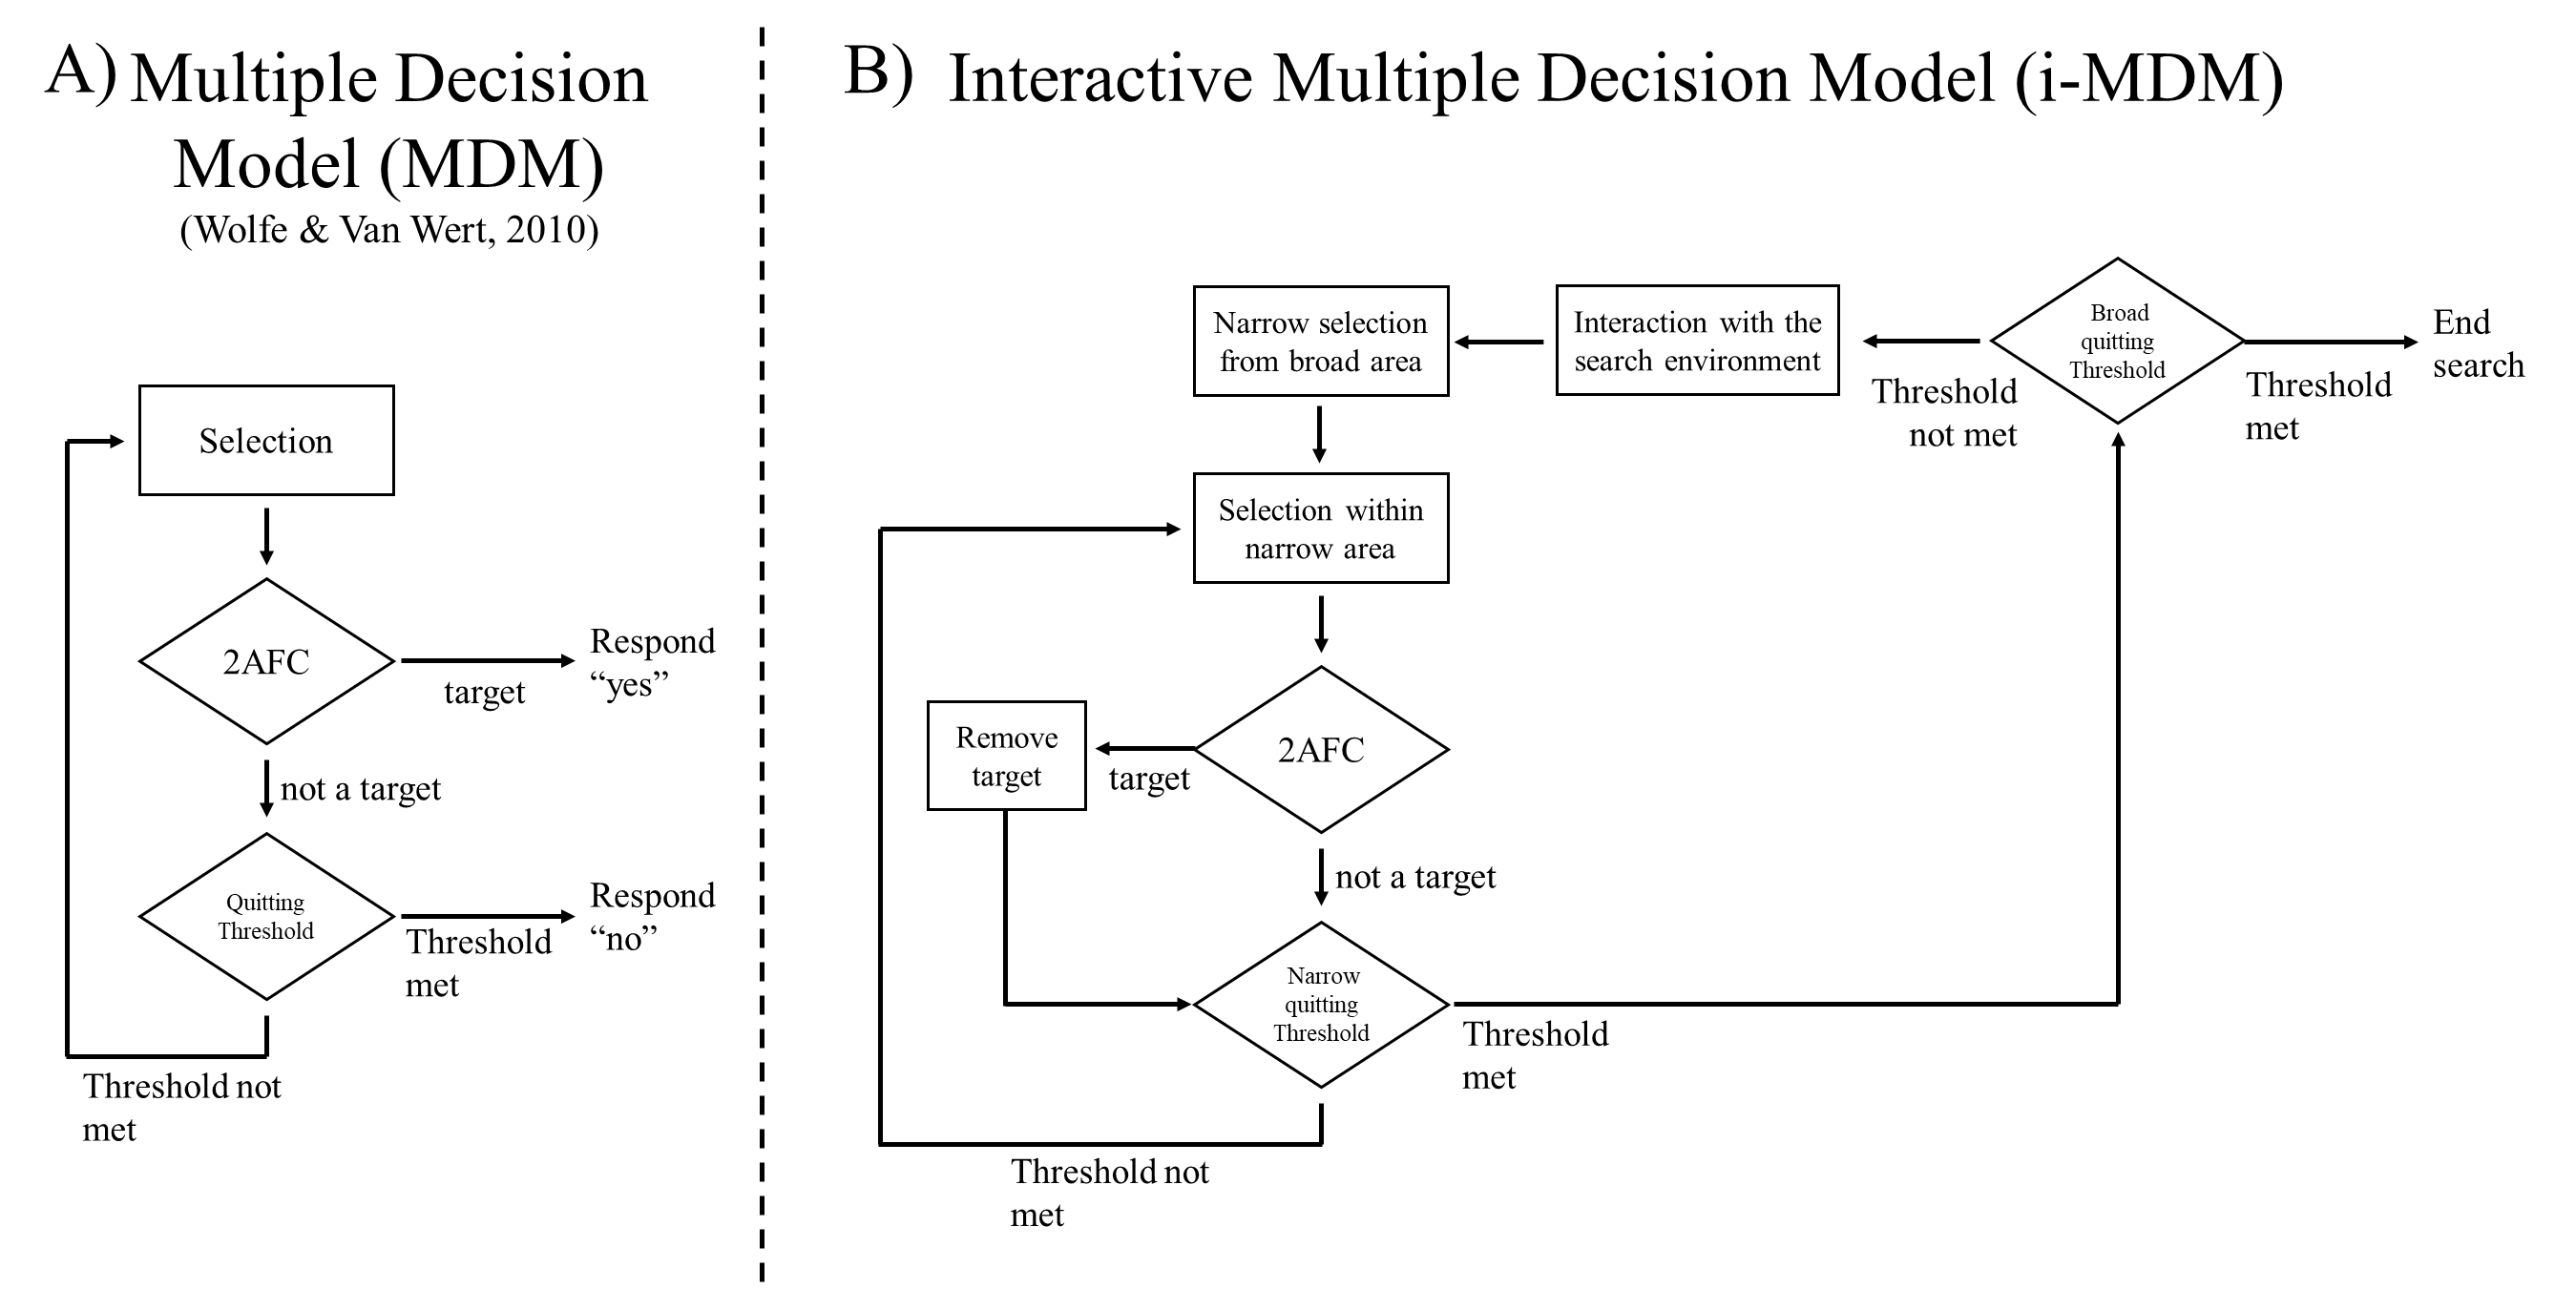 A) Multiple Decision
Model (MDM)
(Wolfe & Van Wert, 2010)
Selection
2AFC
target
Respond
“yes”
not a target
Quitting
Threshold
Threshold
met
Respond
“no”
Threshold not
met
B) Interactive Multiple Decision Model (i-MDM)
Narrow selection
from broad area
Interaction with the
search environment
Broad
quitting
Threshold
End
search
Threshold
not met
Threshold
met
Selection within
narrow area
2AFC
target
Remove
target
not a target
Narrow
quitting
Threshold
Threshold
met
Threshold not
met